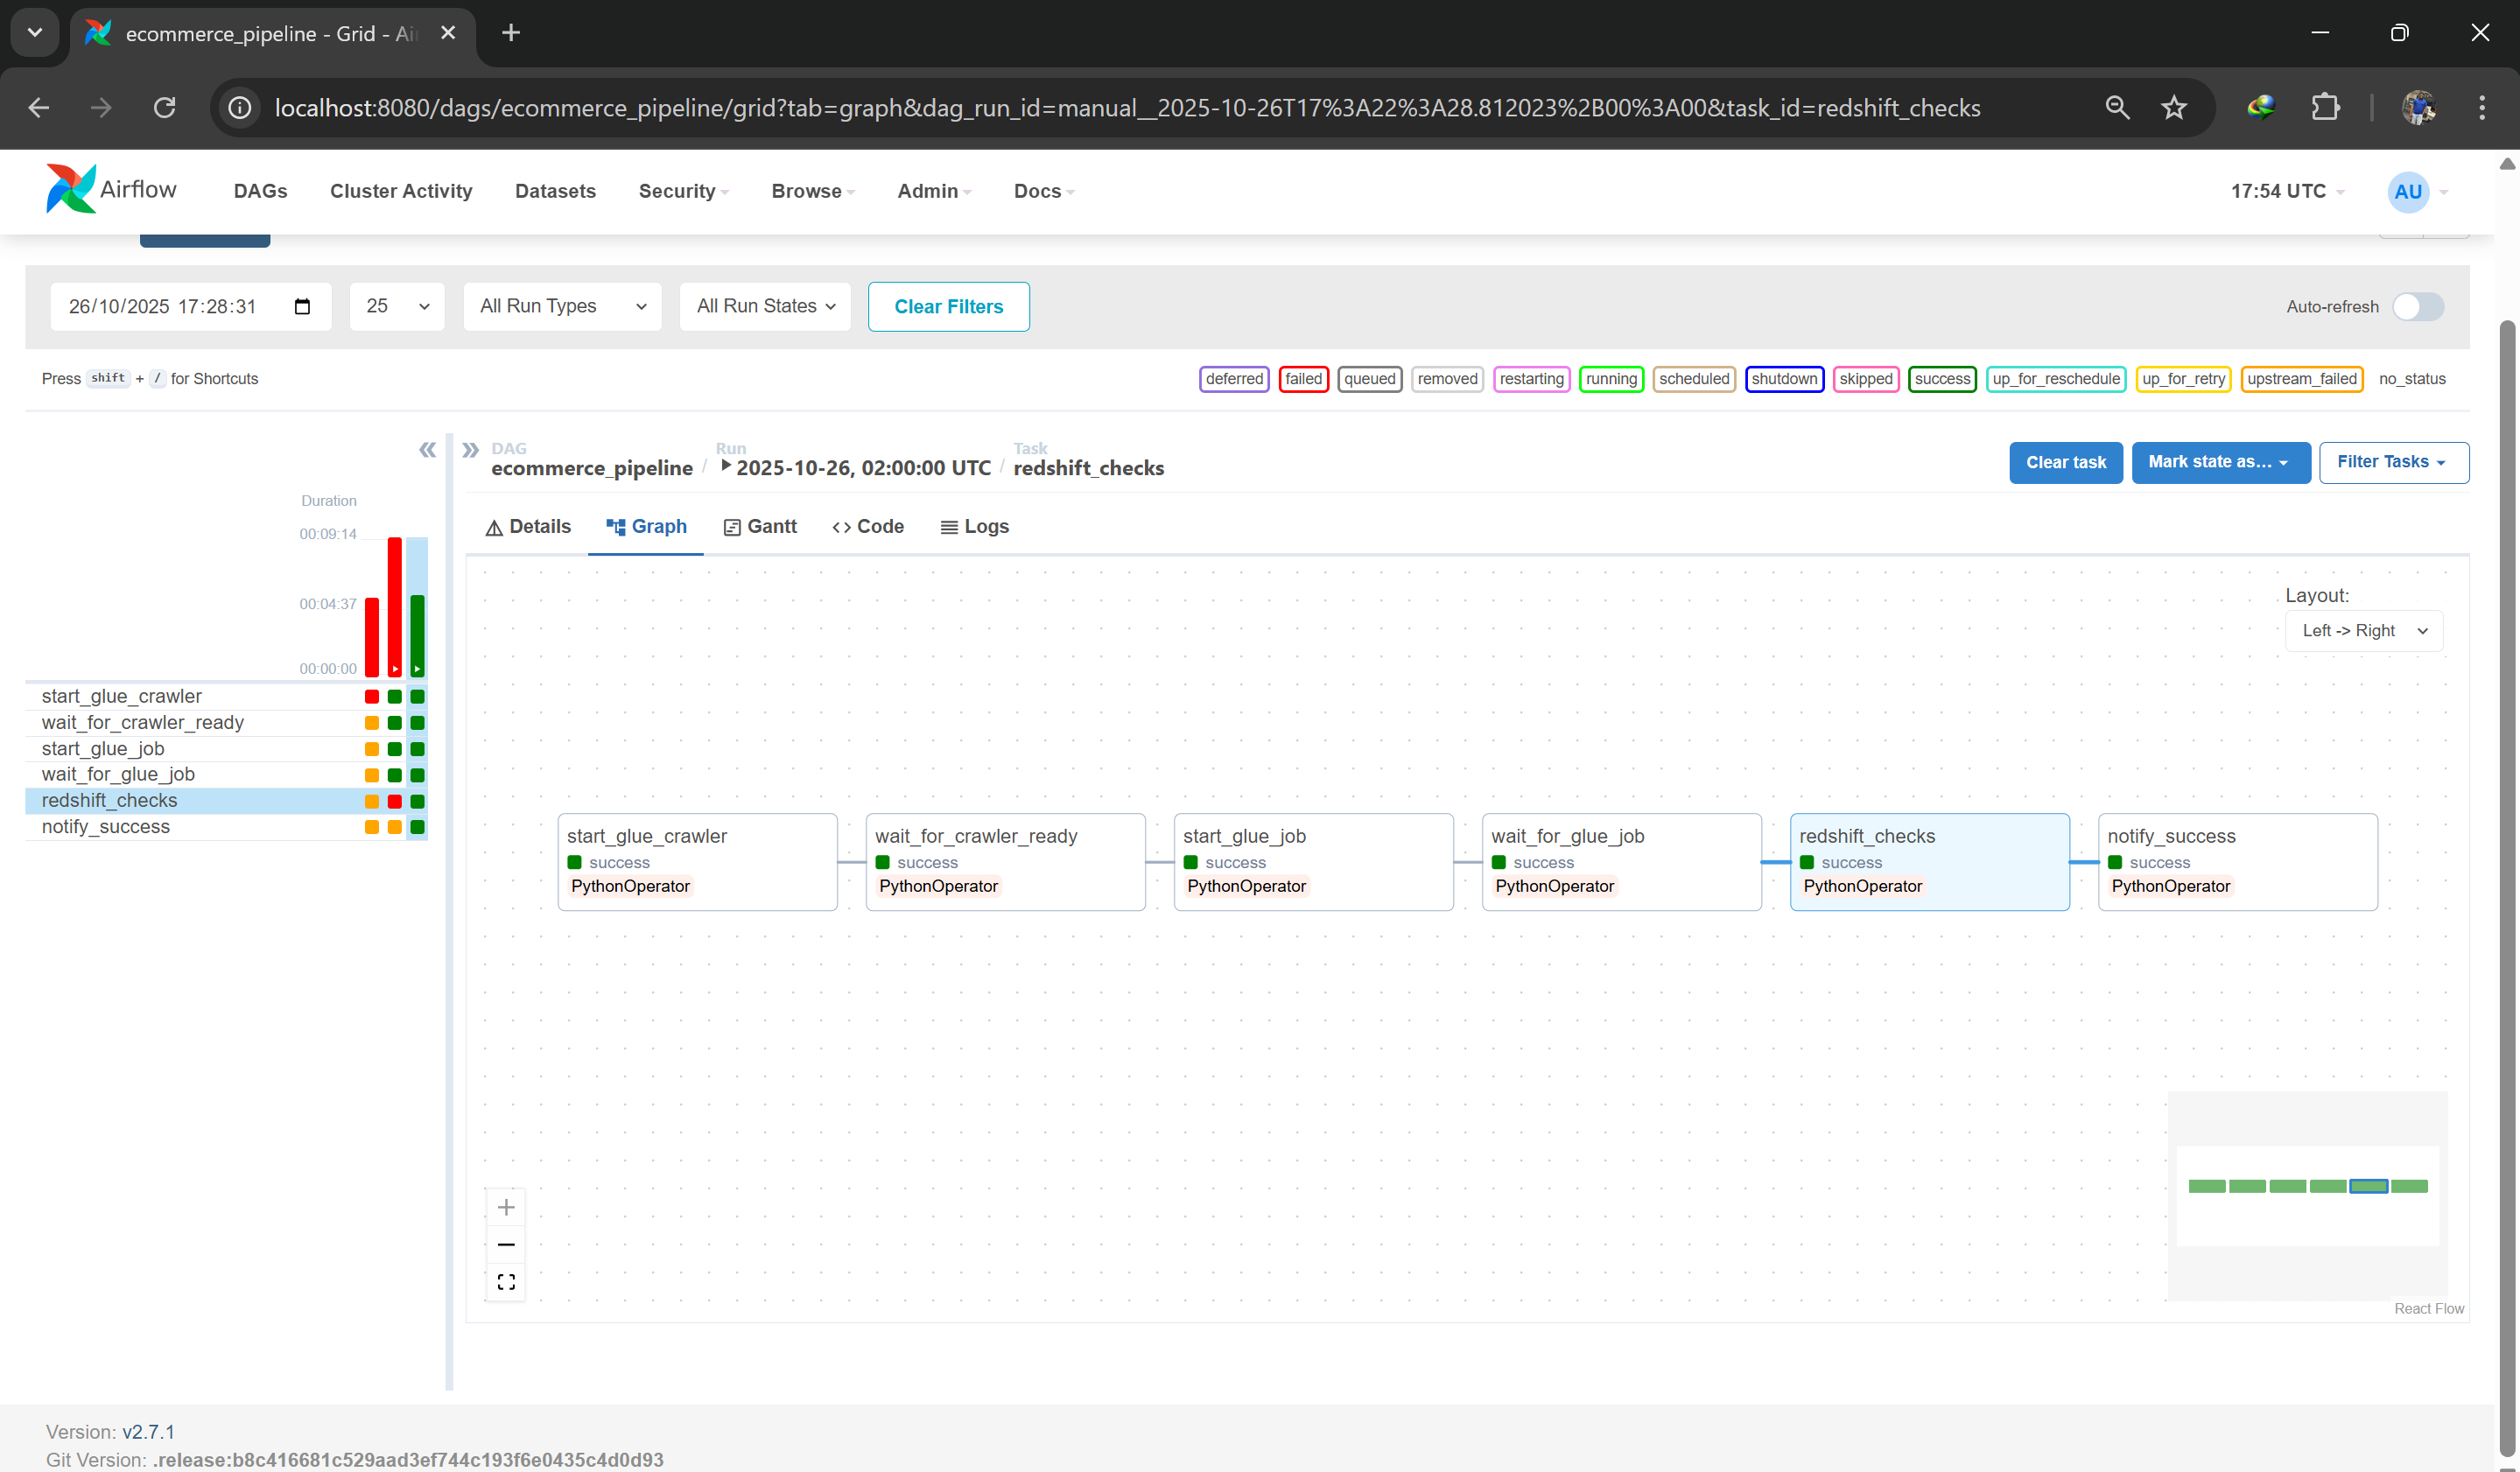 ecommerce_pipeline - Grid - Ai
localhost:8080/dags/ecommerce_pipeline/grid?tab=graph&dag_run_id=manual__2025-10-26T17%3A22%3A28.812023%2B00%3A00&task_id=redshift_checks
Airflow DAGs Cluster Activity Datasets Security Browse Admin Docs 17:54 UTC AU
26/10/2025 17:28:31 25 All Run Types All Run States Clear Filters Auto-refresh
Press shift + / for Shortcuts deferred failed queued removed restarting running scheduled shutdown skipped success up_for_reschedule up_for_retry upstream_failed no_status
DAG Run Task
ecommerce_pipeline / 2025-10-26, 02:00:00 UTC / redshift_checks Clear task Mark state as... Filter Tasks
Details Graph Gantt Code Logs
Duration
00:09:14
00:04:37
00:00:00
start_glue_crawler
wait_for_crawler_ready
start_glue_job
wait_for_glue_job
redshift_checks
notify_success
Layout:
Left -> Right
start_glue_crawler
success
PythonOperator
wait_for_crawler_ready
success
PythonOperator
start_glue_job
success
PythonOperator
wait_for_glue_job
success
PythonOperator
redshift_checks
success
PythonOperator
notify_success
success
PythonOperator
React Flow
Version: v2.7.1
Git Version: .release:b8c416681c529aad3ef744c193f6e0435c4d0d93